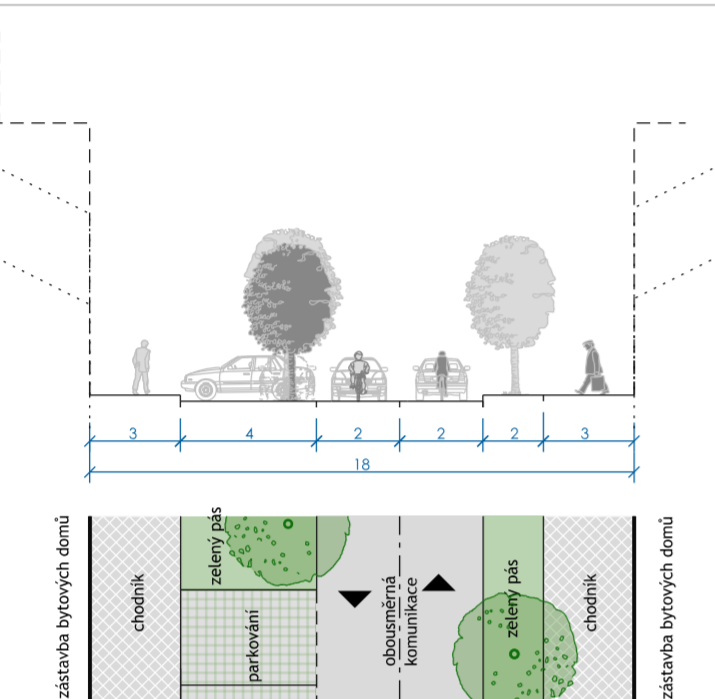 3
4
2
2
2
3
18
zástavba bytových domů
chodník
zelený pás
parkování
obousměrná
komunikace
zelený pás
chodník
zástavba bytových domů